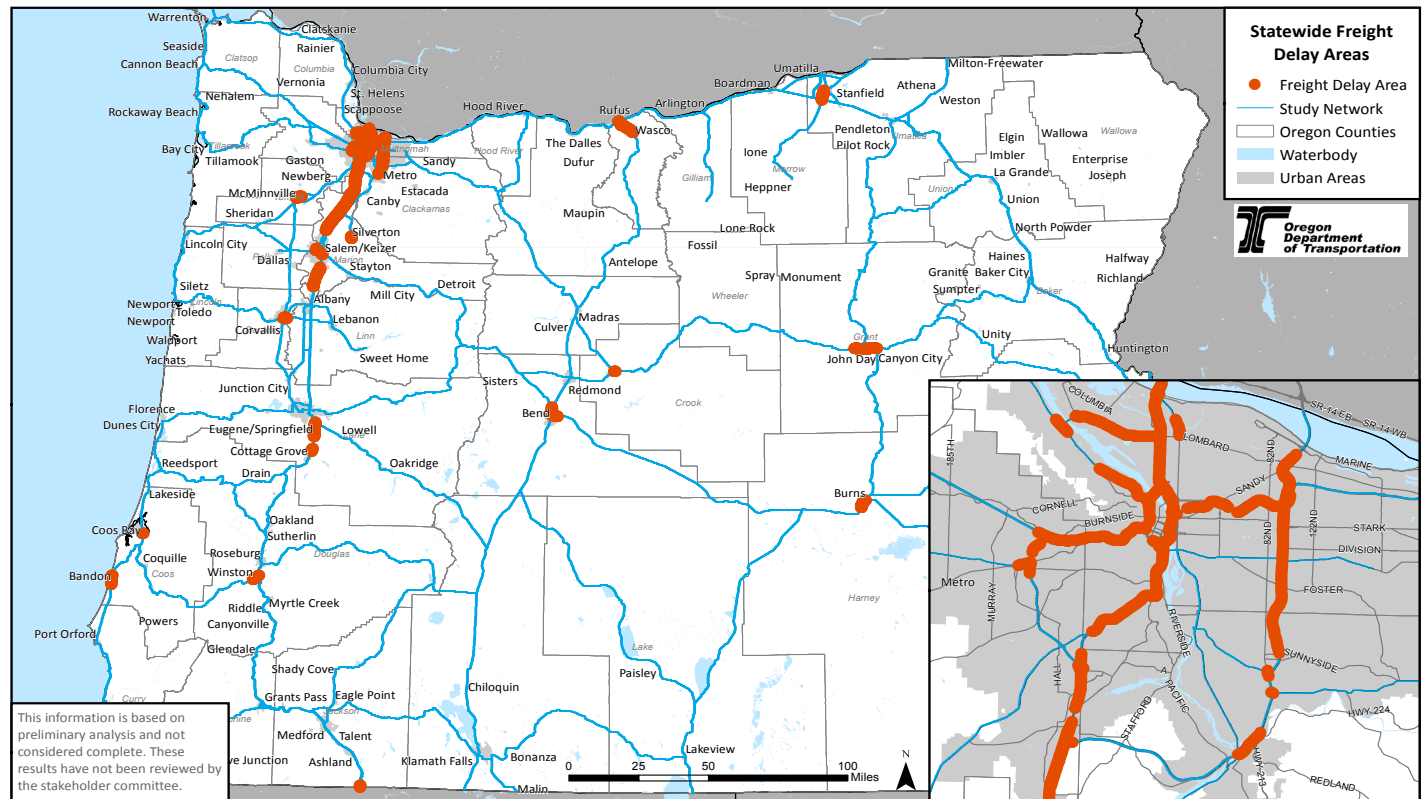 Statewide Freight
Delay Areas
Freight Delay Area
Study Network
Oregon Counties
Waterbody
Urban Areas
Oregon
Department
of Transportation
Warrenton
Clatskanie
Seaside
Rainier
Clatsop
Columbia
Cannon Beach
Columbia City
Vernonia
St. Helens
Nehalem
Scappoose
Rockaway Beach
Hood River
Rufus
Arlington
Boardman
Umatilla
Milton-Freewater
Stanfield
Athena
Weston
Wasco
Bay City
Tillamook
Tillamook
Gaston
Multnomah
Sandy
Hood River
The Dalles
Dufur
Pendleton
Umatilla
Pilot Rock
Elgin
Wallowa
Wallowa
Imbler
Enterprise
La Grande
Joseph
Ione
Morrow
Heppner
Gilliam
Union
Union
Newberg
Metro
McMinnville
Estacada
Canby
Clackamas
Sheridan
Maupin
Silverton
Lone Rock
North Powder
Lincoln City
Salem/Keizer
Fossil
Dallas
Marion
Stayton
Antelope
Haines
Halfway
Siletz
Detroit
Spray
Monument
Granite
Baker City
Richland
Mill City
Sumpter
Baker
Newport
Lincoln
Toledo
Albany
Wheeler
Newport
Corvallis
Lebanon
Madras
Culver
Linn
Waldport
Grant
Unity
Yachats
Sweet Home
John Day
Canyon City
Huntington
Junction City
Sisters
Redmond
Crook
Florence
Bend
Dunes City
Eugene/Springfield
Lowell
Lane
Cottage Grove
Reedsport
Drain
Oakridge
Lakeside
Burns
Oakland
Coos Bay
Sutherlin
Roseburg
Douglas
Coquille
Bandon
Coos
Winston
Harney
Riddle
Myrtle Creek
Powers
Canyonville
Port Orford
Glendale
Lake
Shady Cove
Paisley
Chiloquin
Curry
Grants Pass
Eagle Point
Jackson
Medford
Talent
Ashland
Klamath Falls
Bonanza
Lakeview
Malin
ve Junction
This information is based on
preliminary analysis and not
considered complete. These
results have not been reviewed by
the stakeholder committee.
0 25 50 100
Miles
N
COLUMBIA
SR-14 EB
SR-14 WB
LOMBARD
MARINE
185TH
82ND
SANDY
CORNELL
BURNSIDE
82ND
122ND
STARK
DIVISION
Metro
MURRAY
FOSTER
RIVERSIDE
SUNNYSIDE
HALL
A
PACIFIC
STAFFORD
HWY-224
HWY-213
REDLAND